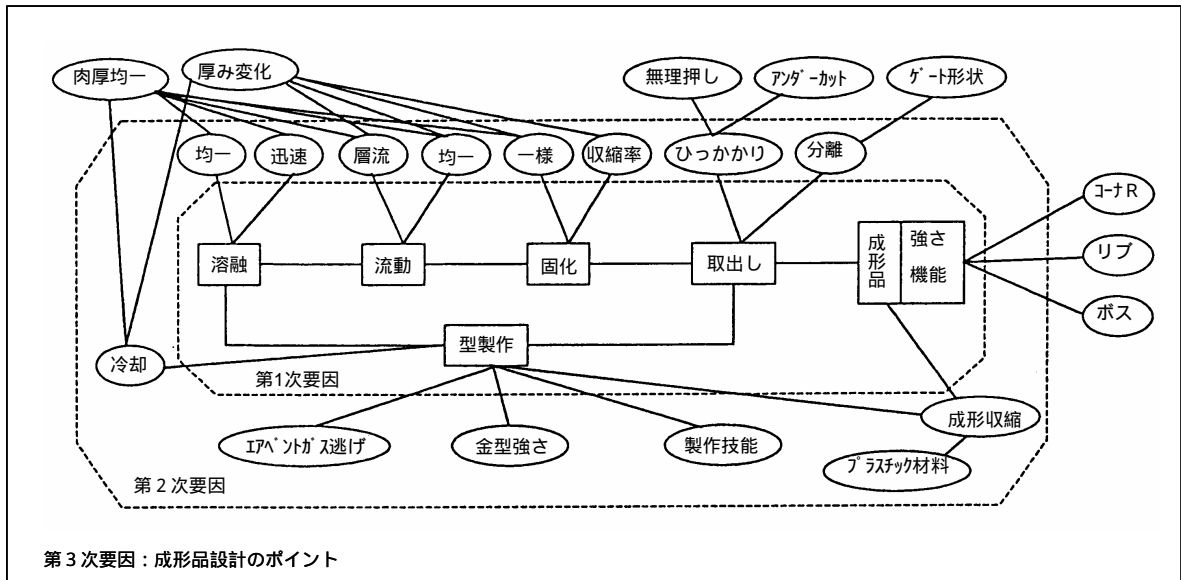 肉厚均一
厚み変化
無理押し
ｱﾝﾀﾞｰカット
ｹﾞｰﾄ形状
均一
迅速
層流
均一
一様
収縮率
ひっかかり
分離
ｺｰﾅR
溶融
流動
固化
取出し
成形品
強さ
機能
リブ
ボス
冷却
型製作
第1次要因
成形収縮
ｴｱﾍﾞﾝﾄｶﾞｽ逃げ
金型強さ
製作技能
ﾌﾟﾗｽﾁｯｸ材料
第２次要因
第３次要因：成形品設計のポイント